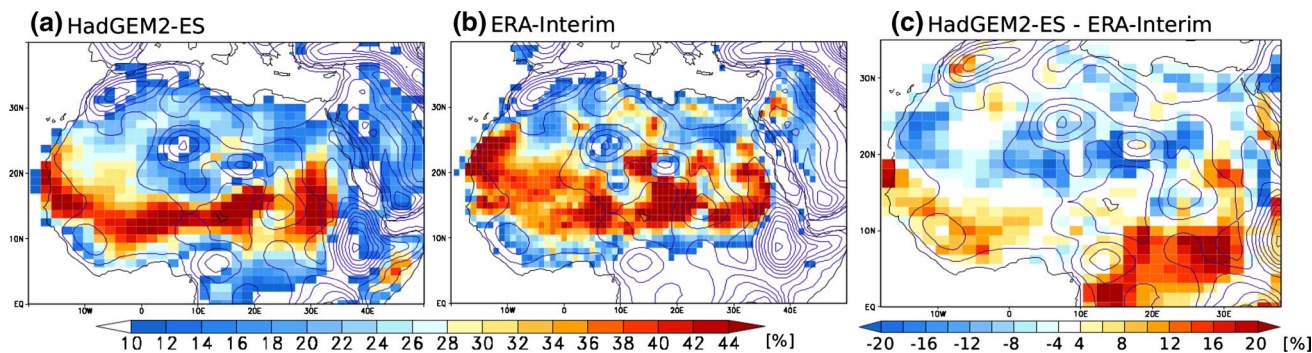 (a) HadGEM2-ES
(b) ERA-Interim
(c) HadGEM2-ES - ERA-Interim
30N
20N
10N
EQ
10W 0 10E 20E 30E 40E
30N
20N
10N
EQ
10W 0 10E 20E 30E 40E
30N
20N
10N
EQ
10W 0 10E 20E 30E
10 12 14 16 18 20 22 24 26 28 30 32 34 36 38 40 42 44 [%]
-20 -16 -12 -8 -4 4 8 12 16 20 [%]